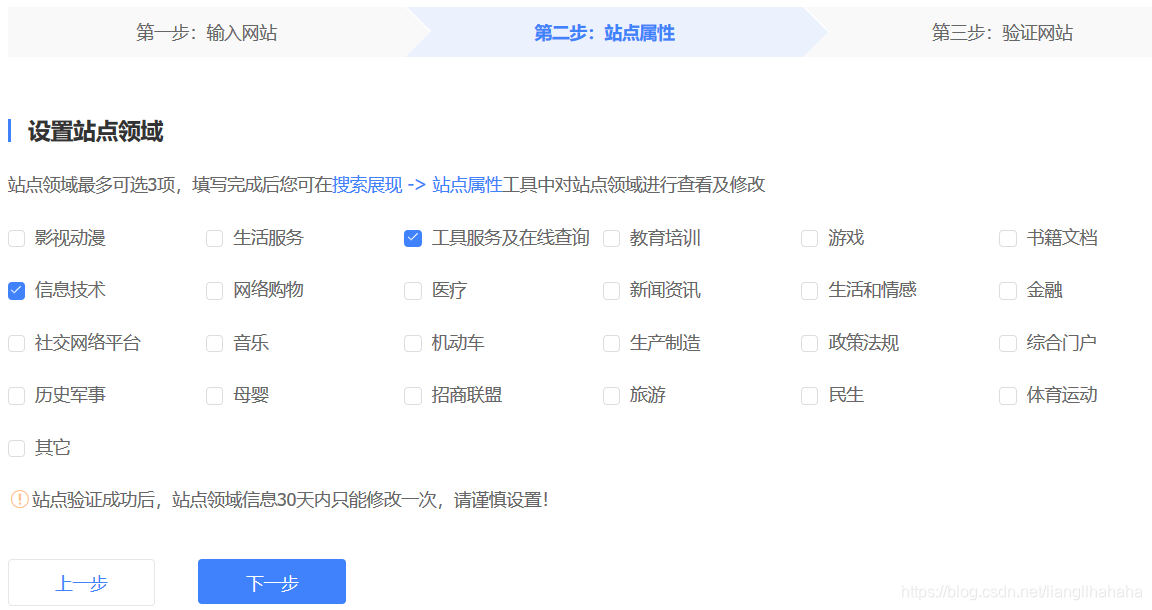 第一步：输入网站 第二步：站点属性 第三步：验证网站
设置站点领域
站点领域最多可选3项，填写完成后您可在搜索展现 -> 站点属性工具中对站点领域进行查看及修改
影视动漫 生活服务 工具服务及在线查询 教育培训 游戏 书籍文档
信息技术 网络购物 医疗 新闻资讯 生活和情感 金融
社交网络平台 音乐 机动车 生产制造 政策法规 综合门户
历史军事 母婴 招商联盟 旅游 民生 体育运动
其它
站点验证成功后，站点领域信息30天内只能修改一次，请谨慎设置！
上一步 下一步
https://blog.csdn.net/liangllhahaha